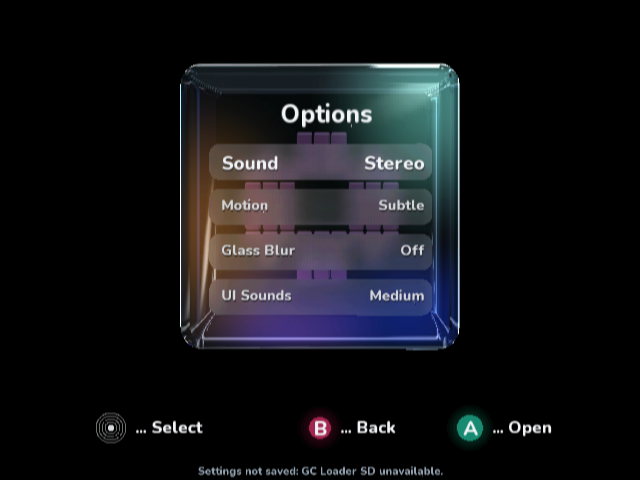 Options
Sound Stereo
Motion Subtle
Glass Blur Off
UI Sounds Medium
... Select B ... Back A ... Open
Settings not saved: GC Loader SD unavailable.